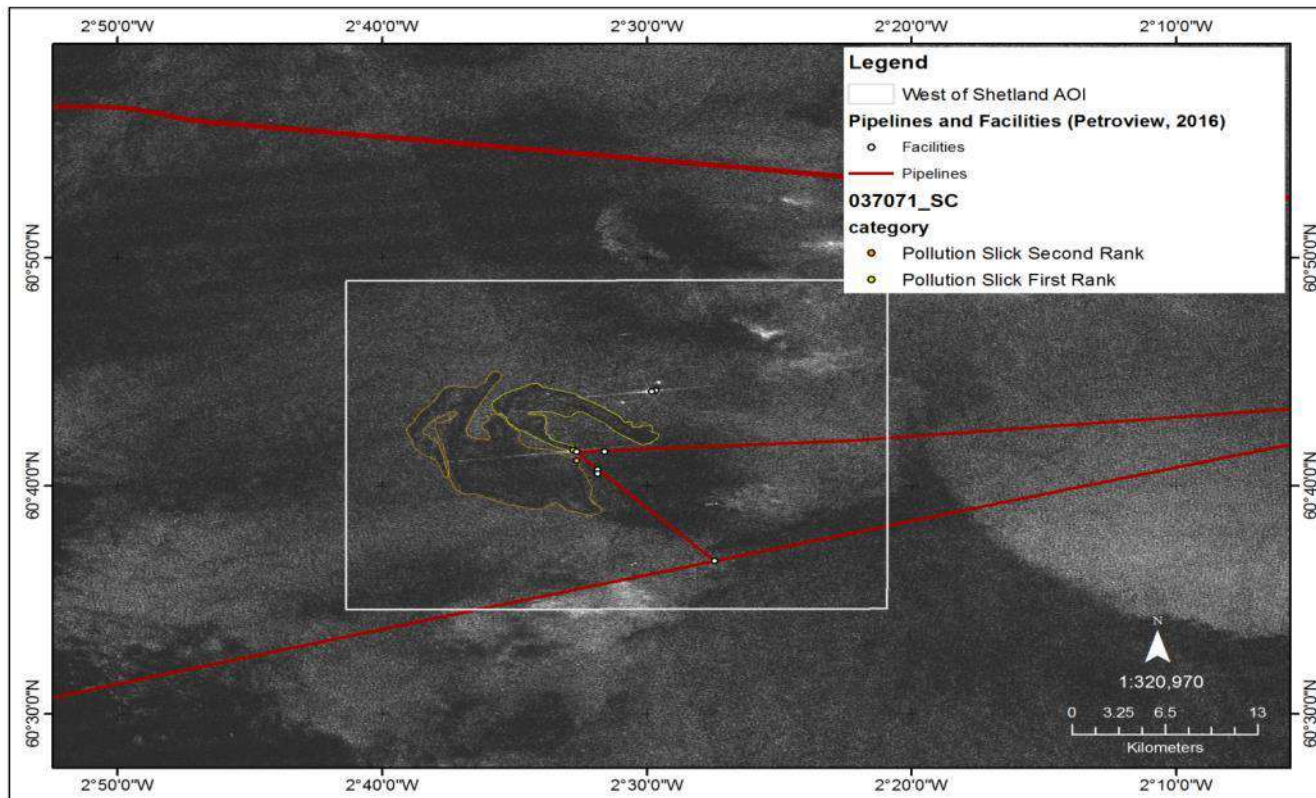 2°50'0"W 2°40'0"W 2°30'0"W 2°20'0"W 2°10'0"W
Legend
West of Shetland AOI
Pipelines and Facilities (Petroview, 2016)
Facilities
Pipelines
037071_SC
category
Pollution Slick Second Rank
Pollution Slick First Rank
60°50'0"N 60°50'0"N
60°40'0"N 60°40'0"N
60°30'0"N 60°30'0"N
N
1:320,970
0 3.25 6.5 13
Kilometers
2°50'0"W 2°40'0"W 2°30'0"W 2°20'0"W 2°10'0"W